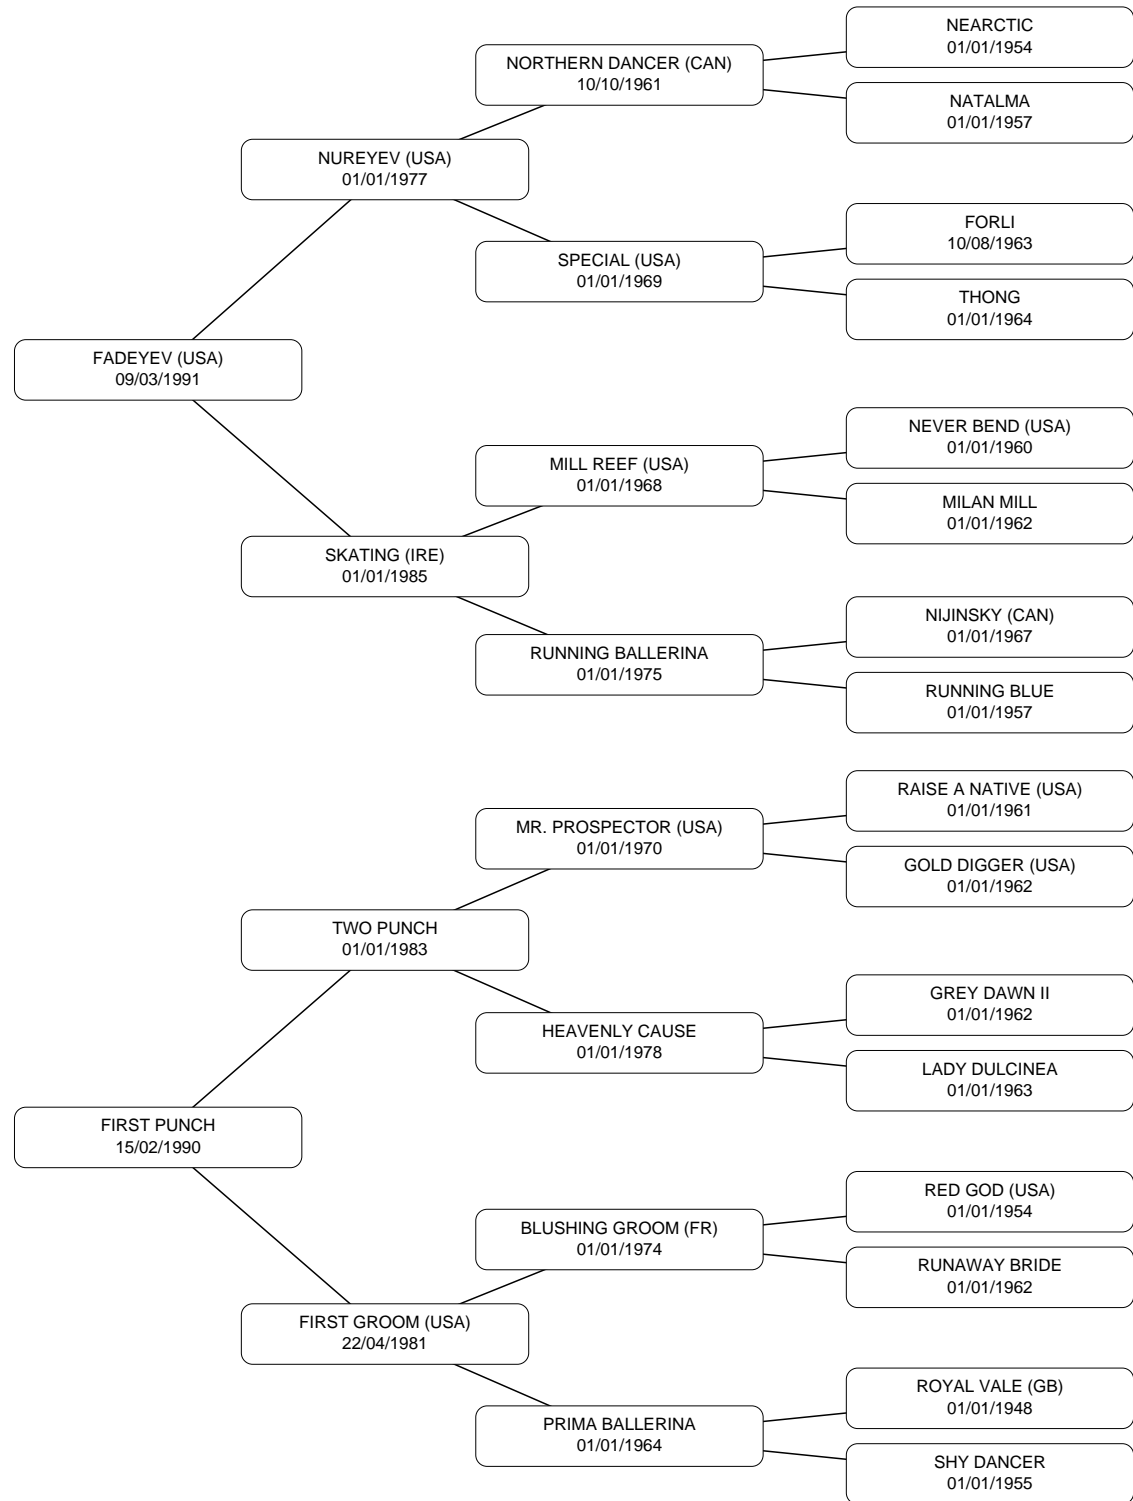 NEARCTIC
01/01/1954
NORTHERN DANCER (CAN)
10/10/1961
NATALMA
01/01/1957
NUREYEV (USA)
01/01/1977
FORLI
10/08/1963
SPECIAL (USA)
01/01/1969
THONG
01/01/1964
FADEYEV (USA)
09/03/1991
NEVER BEND (USA)
01/01/1960
MILL REEF (USA)
01/01/1968
MILAN MILL
01/01/1962
SKATING (IRE)
01/01/1985
NIJINSKY (CAN)
01/01/1967
RUNNING BALLERINA
01/01/1975
RUNNING BLUE
01/01/1957
RAISE A NATIVE (USA)
01/01/1961
MR. PROSPECTOR (USA)
01/01/1970
GOLD DIGGER (USA)
01/01/1962
TWO PUNCH
01/01/1983
GREY DAWN II
01/01/1962
HEAVENLY CAUSE
01/01/1978
LADY DULCINEA
01/01/1963
FIRST PUNCH
15/02/1990
RED GOD (USA)
01/01/1954
BLUSHING GROOM (FR)
01/01/1974
RUNAWAY BRIDE
01/01/1962
FIRST GROOM (USA)
22/04/1981
ROYAL VALE (GB)
01/01/1948
PRIMA BALLERINA
01/01/1964
SHY DANCER
01/01/1955